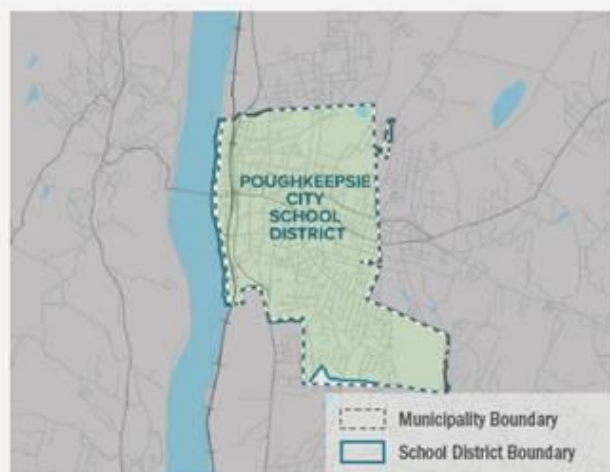 POUGHKEEPSIE
CITY
SCHOOL
DISTRICT
Municipality Boundary
School District Boundary